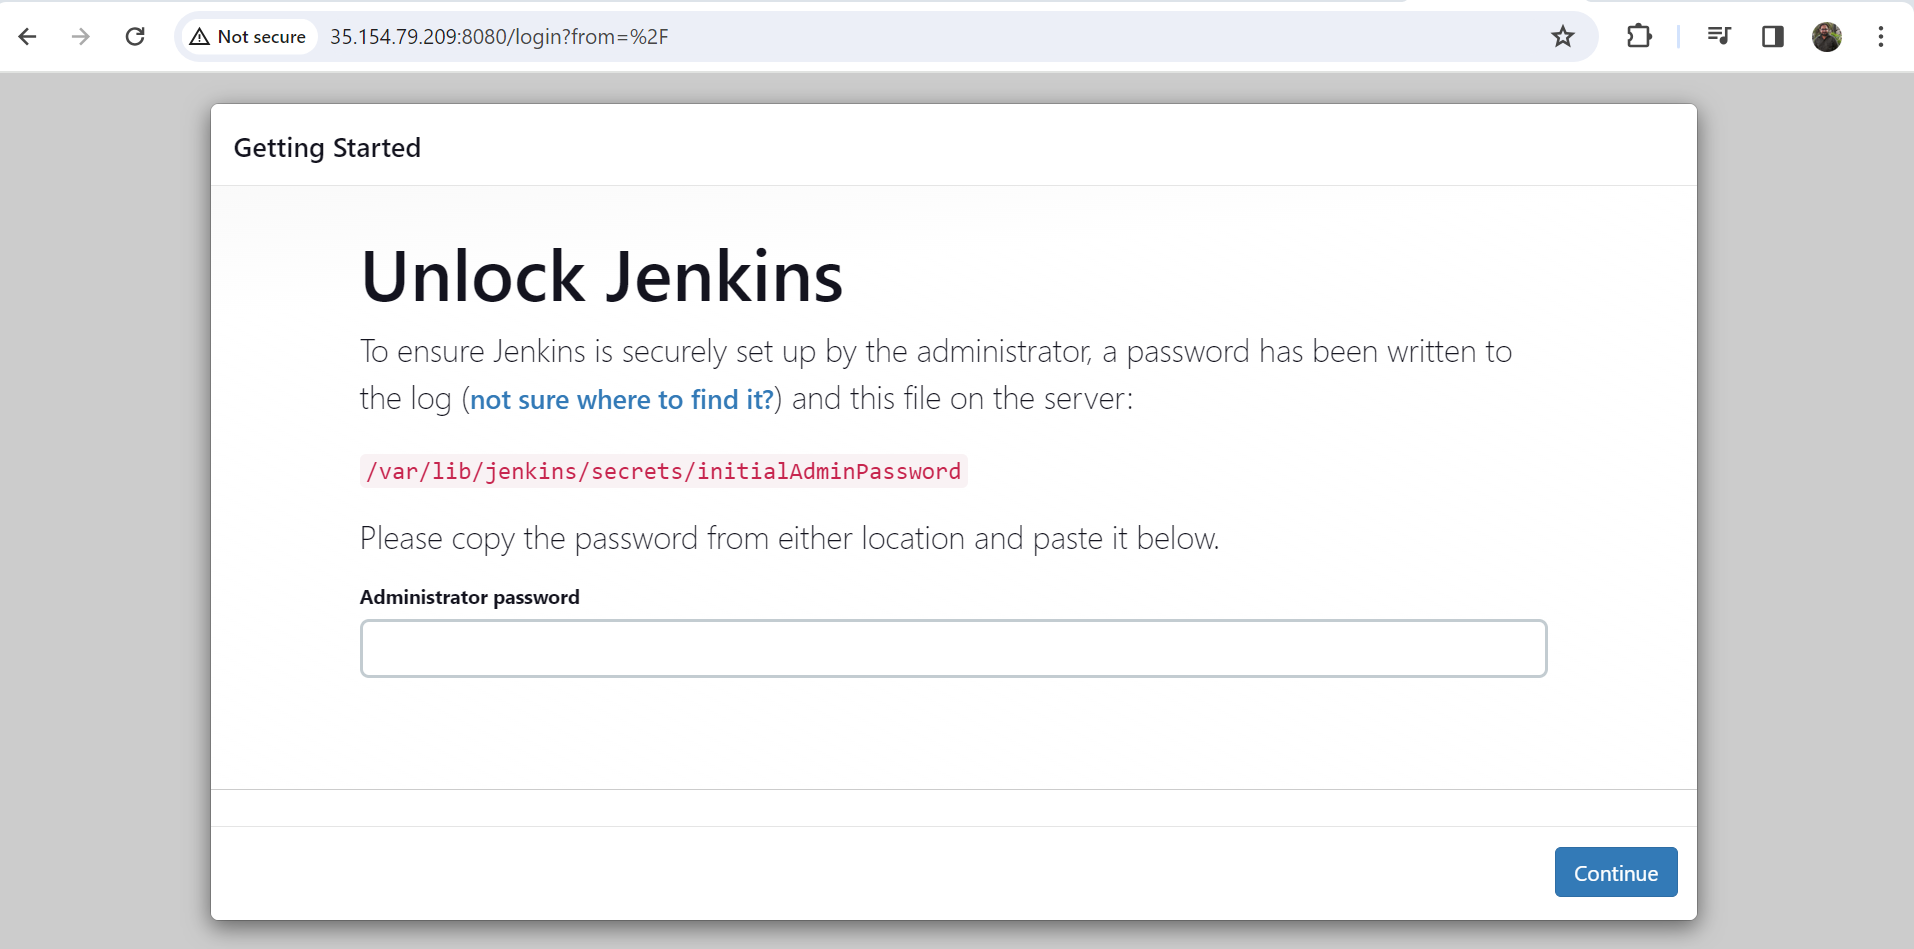 Not secure 35.154.79.209:8080/login?from=%2F
Getting Started
Unlock Jenkins
To ensure Jenkins is securely set up by the administrator, a password has been written to
the log (not sure where to find it?) and this file on the server:
/var/lib/jenkins/secrets/initialAdminPassword
Please copy the password from either location and paste it below.
Administrator password
Continue